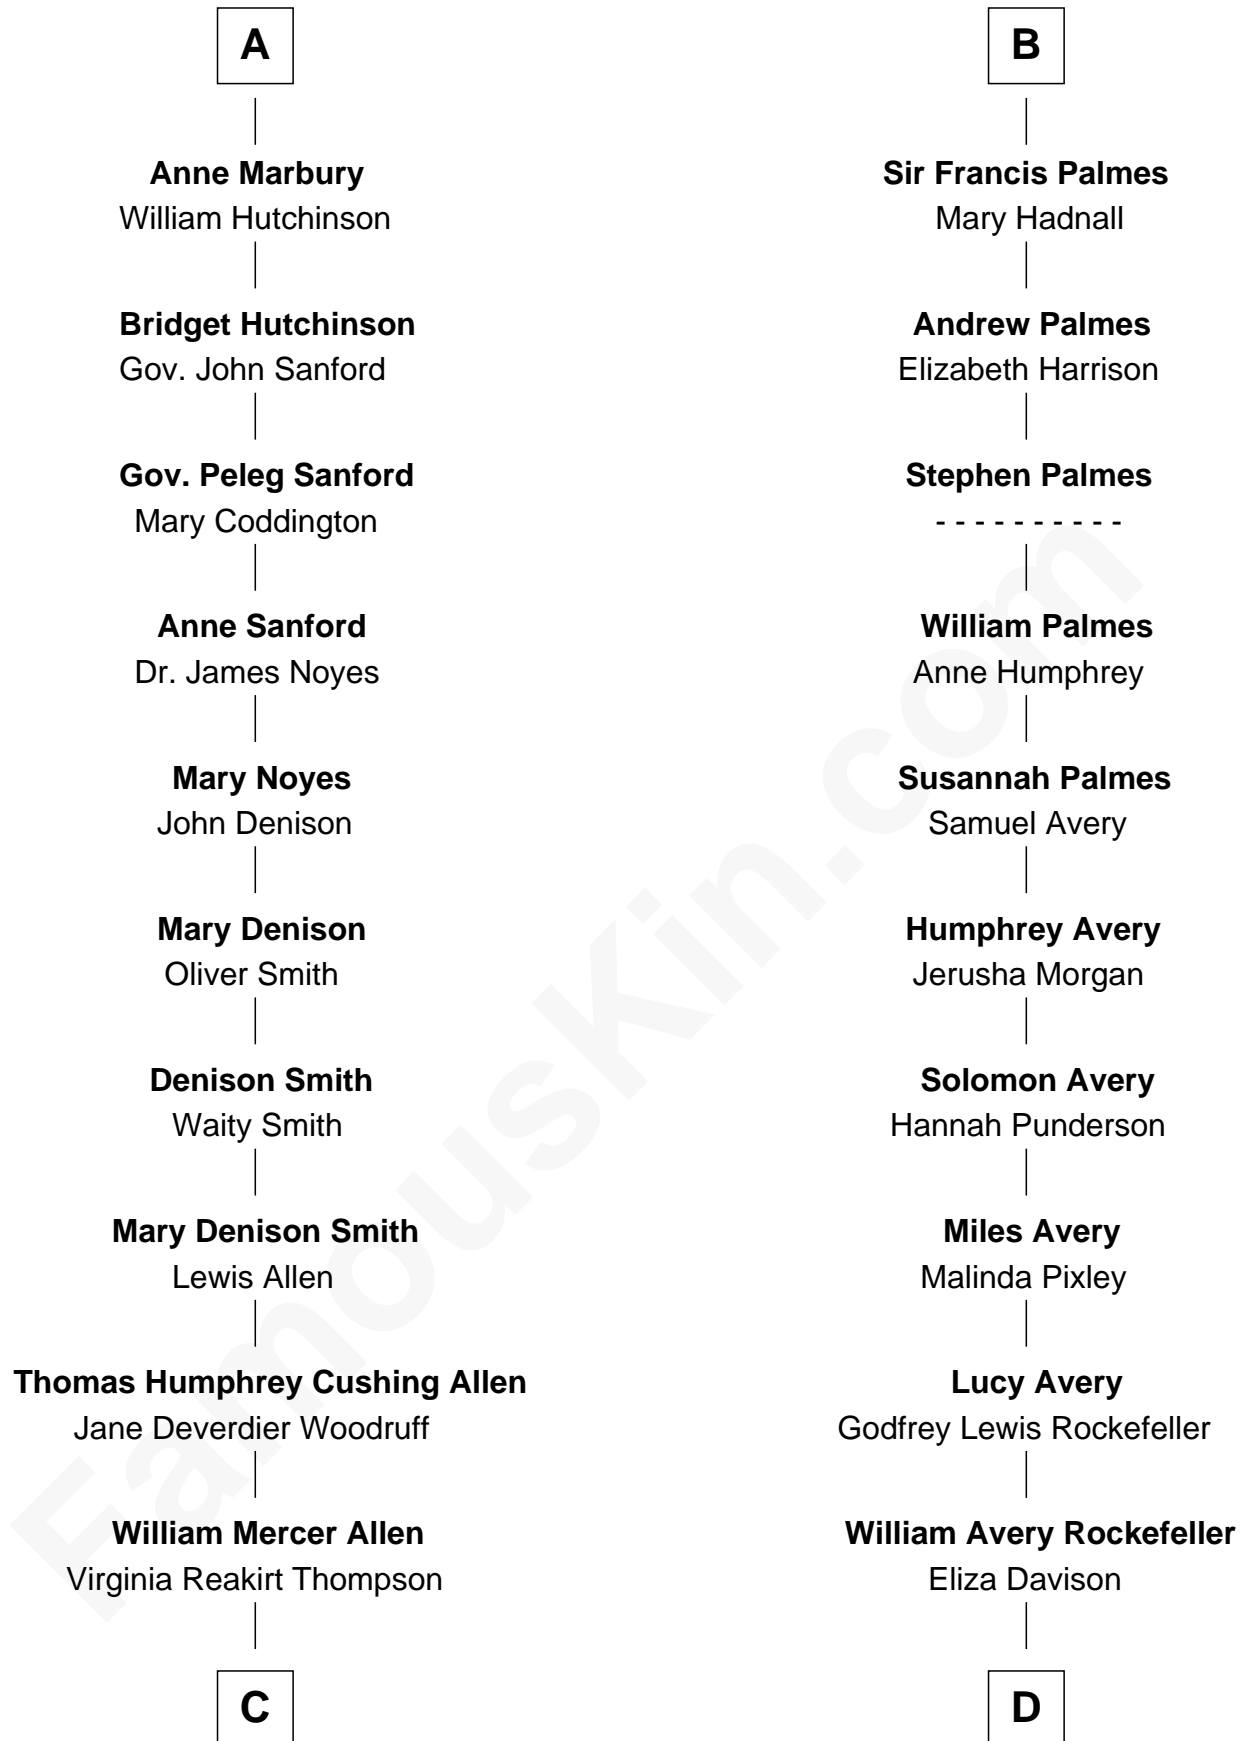 A
Anne Marbury
William Hutchinson
Bridget Hutchinson
Gov. John Sanford
Gov. Peleg Sanford
Mary Coddington
Anne Sanford
Dr. James Noyes
Mary Noyes
John Denison
Mary Denison
Oliver Smith
Denison Smith
Waity Smith
Mary Denison Smith
Lewis Allen
Thomas Humphrey Cushing Allen
Jane Deverdier Woodruff
William Mercer Allen
Virginia Reakirt Thompson
C
B
Sir Francis Palmes
Mary Hadnall
Andrew Palmes
Elizabeth Harrison
Stephen Palmes
- - - - - - - - - -
William Palmes
Anne Humphrey
Susannah Palmes
Samuel Avery
Humphrey Avery
Jerusha Morgan
Solomon Avery
Hannah Punderson
Miles Avery
Malinda Pixley
Lucy Avery
Godfrey Lewis Rockefeller
William Avery Rockefeller
Eliza Davison
D
FamousKin.com